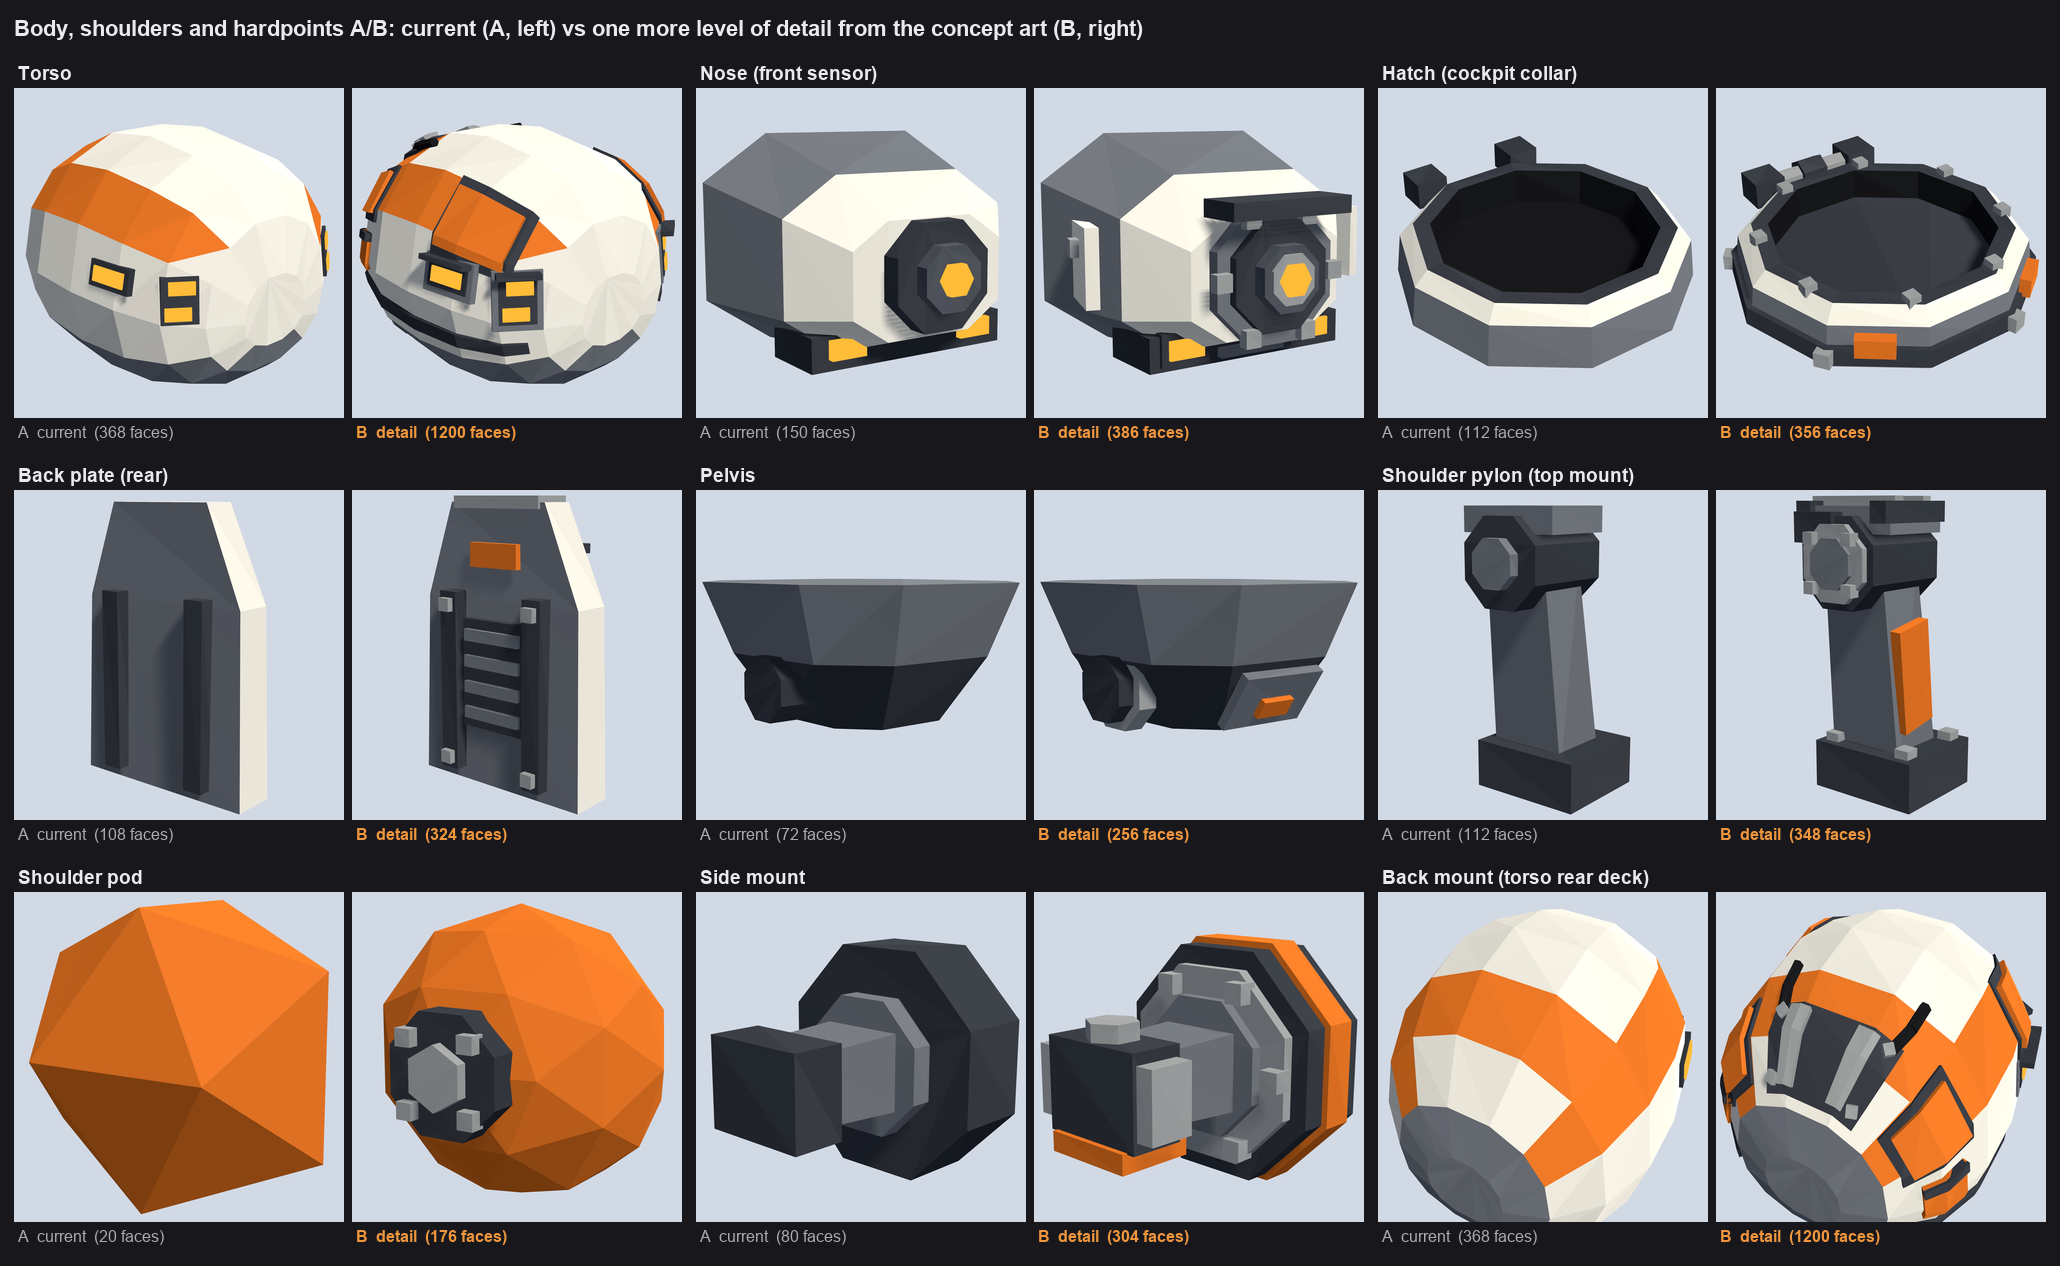 Body, shoulders and hardpoints A/B: current (A, left) vs one more level of detail from the concept art (B, right)
Torso
Nose (front sensor)
Hatch (cockpit collar)
A current (368 faces)
B detail (1200 faces)
A current (150 faces)
B detail (386 faces)
A current (112 faces)
B detail (356 faces)
Back plate (rear)
Pelvis
Shoulder pylon (top mount)
A current (108 faces)
B detail (324 faces)
A current (72 faces)
B detail (256 faces)
A current (112 faces)
B detail (348 faces)
Shoulder pod
Side mount
Back mount (torso rear deck)
A current (20 faces)
B detail (176 faces)
A current (80 faces)
B detail (304 faces)
A current (368 faces)
B detail (1200 faces)